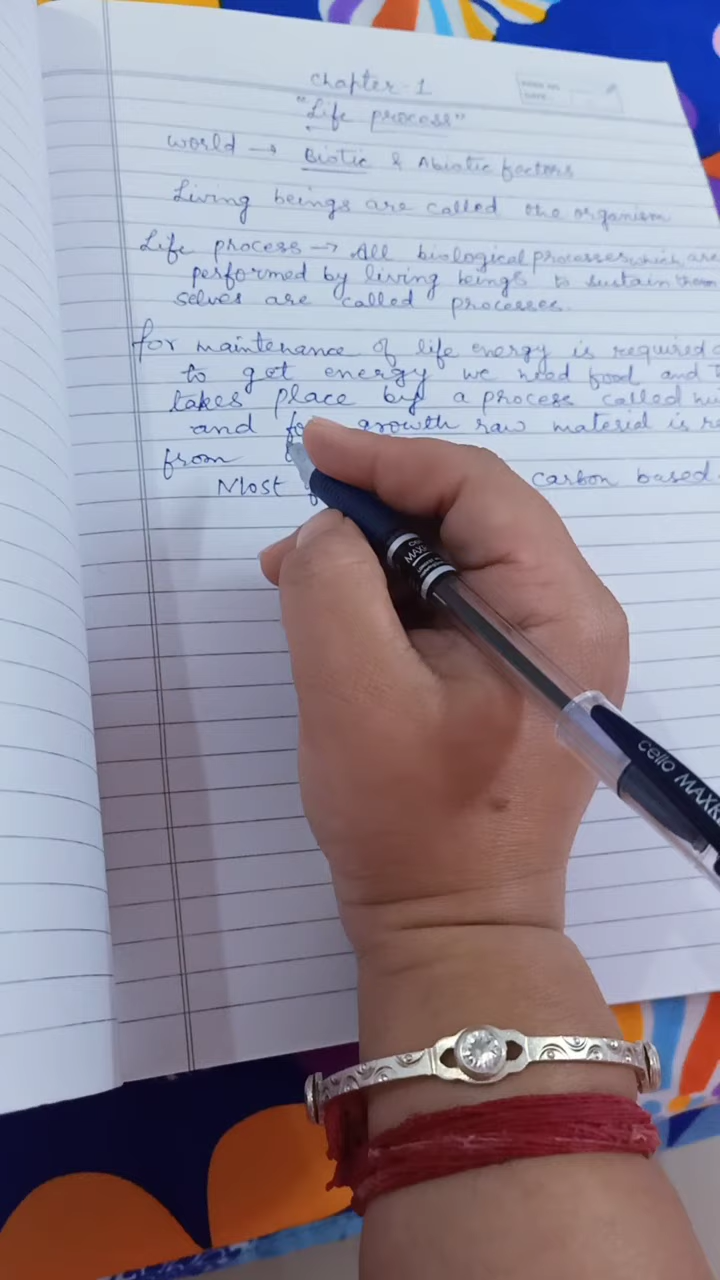 Chapter-1
"Life process"
world → Biotic & Abiotic factors
Living beings are called the organism
Life process → All biological processes which are
performed by living beings to sustain them
selves are called processes.
for maintenance of life energy is required
to get energy we need food and
takes place by a process called
and for growth raw material is
from
Most carbon based
cello MAX